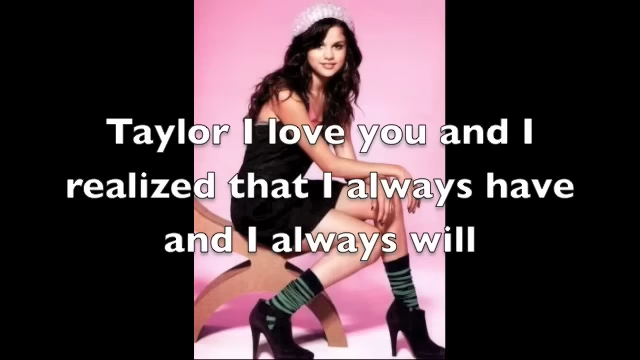 Taylor I love you and I
realized that I always have
and I always will